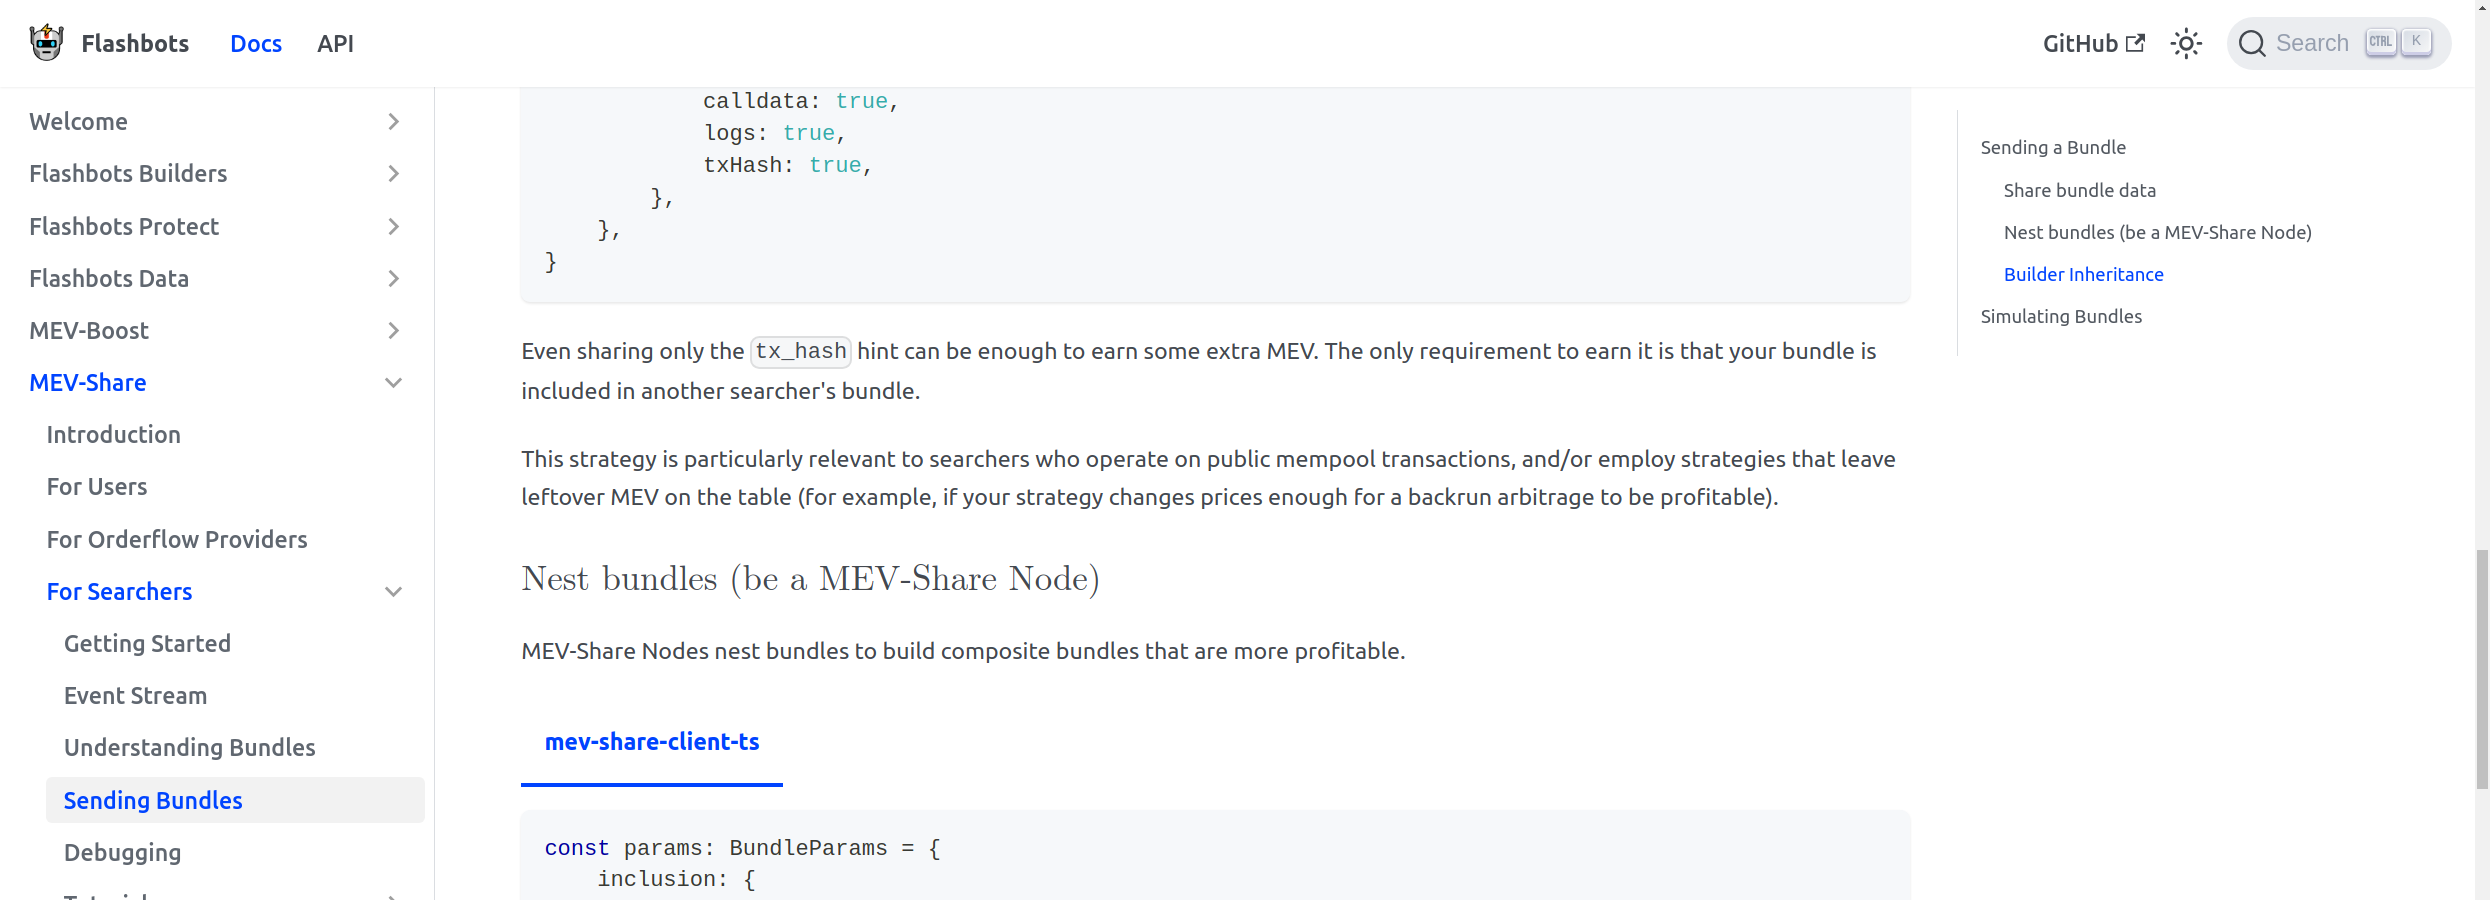 Flashbots Docs API GitHub Search CTRL K
Welcome
Flashbots Builders
Flashbots Protect
Flashbots Data
MEV-Boost
MEV-Share
Introduction
For Users
For Orderflow Providers
For Searchers
Getting Started
Event Stream
Understanding Bundles
Sending Bundles
Debugging
calldata: true,
logs: true,
txHash: true,
},
},
}
Even sharing only the tx_hash hint can be enough to earn some extra MEV. The only requirement to earn it is that your bundle is
included in another searcher's bundle.
This strategy is particularly relevant to searchers who operate on public mempool transactions, and/or employ strategies that leave
leftover MEV on the table (for example, if your strategy changes prices enough for a backrun arbitrage to be profitable).
Nest bundles (be a MEV-Share Node)
MEV-Share Nodes nest bundles to build composite bundles that are more profitable.
mev-share-client-ts
const params: BundleParams = {
inclusion: {
Sending a Bundle
Share bundle data
Nest bundles (be a MEV-Share Node)
Builder Inheritance
Simulating Bundles